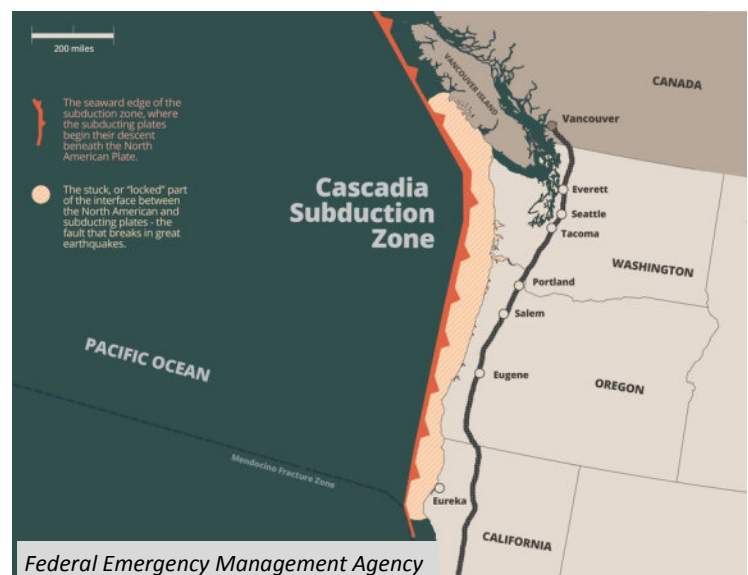 200 miles
The seaward edge of the
subduction zone, where
the subducting plates
begin their descent
beneath the North
American Plate.
The stuck, or "locked" part
of the interface between
the North American and
subducting plates - the
fault that breaks in great
earthquakes.
Cascadia
Subduction
Zone
PACIFIC OCEAN
Mendocino Fracture Zone
VANCOUVER ISLAND
CANADA
Vancouver
Everett
Seattle
Tacoma
WASHINGTON
Portland
Salem
Eugene
OREGON
Eureka
CALIFORNIA
Federal Emergency Management Agency